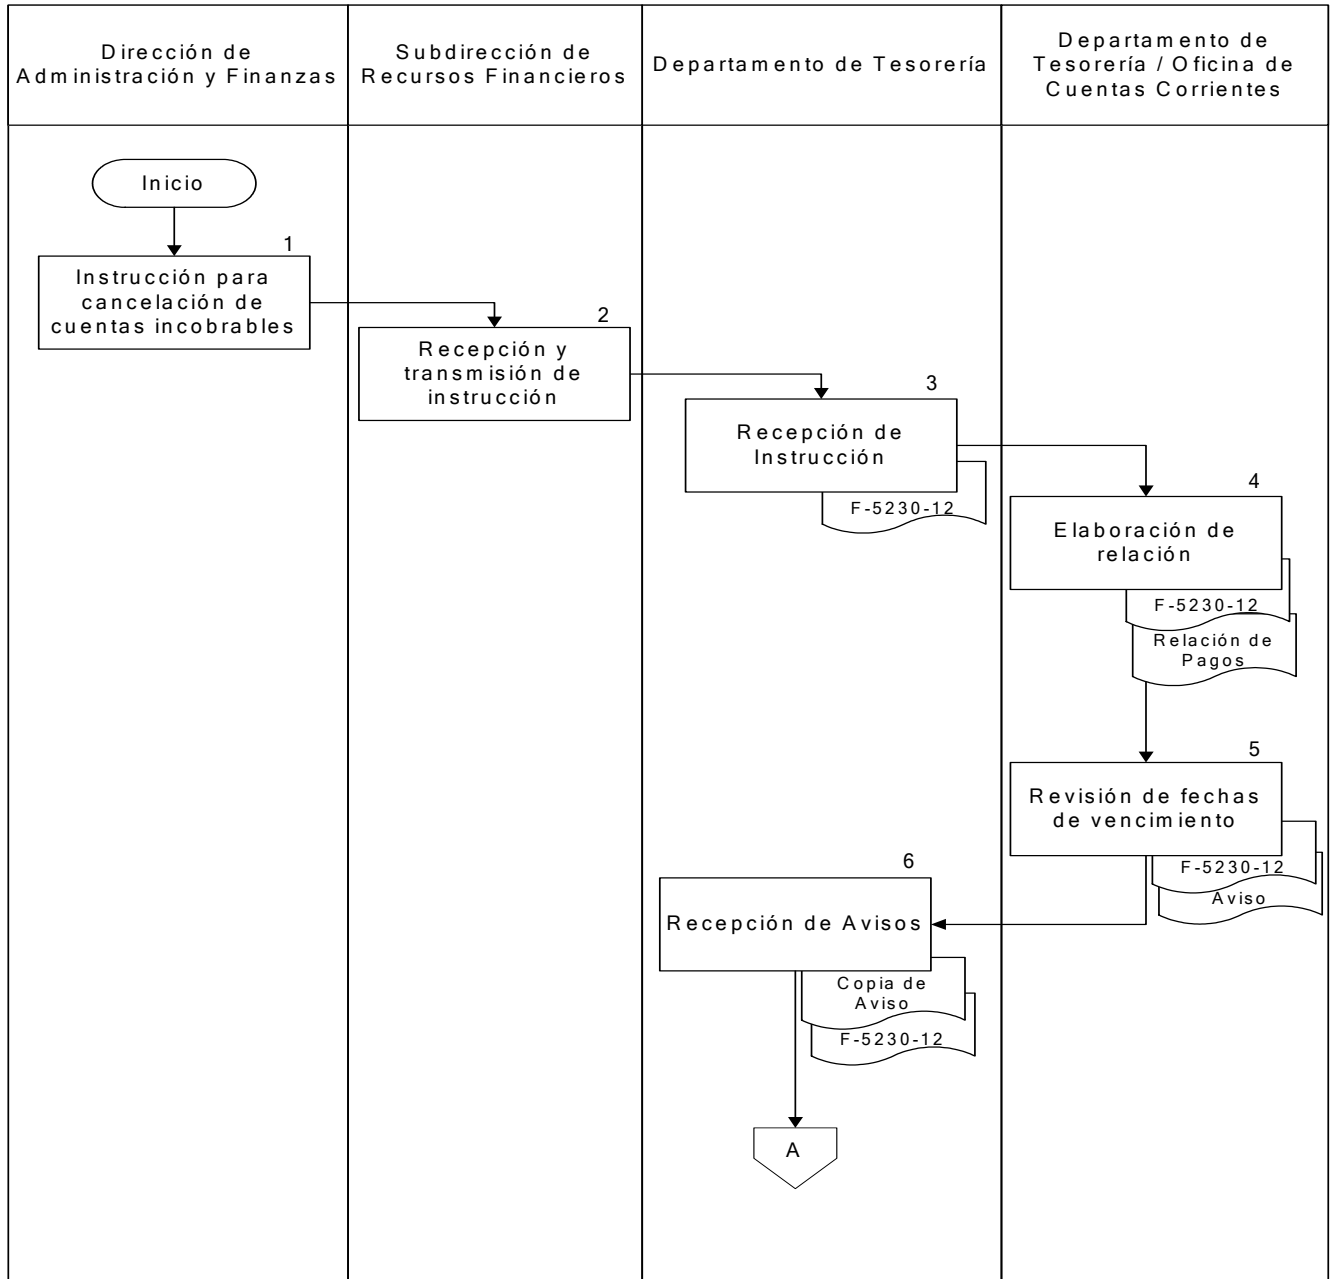 Dirección de
Administración y Finanzas
Subdirección de
Recursos Financieros
Departamento de Tesorería
Departamento de
Tesorería / Oficina de
Cuentas Corrientes
Inicio
1
Instrucción para
cancelación de
cuentas incobrables
2
Recepción y
transmisión de
instrucción
3
Recepción de
Instrucción
F-5230-12
4
Elaboración de
relación
F-5230-12
Relación de
Pagos
5
Revisión de fechas
de vencimiento
F-5230-12
Aviso
6
Recepción de Avisos
Copia de
Aviso
F-5230-12
A